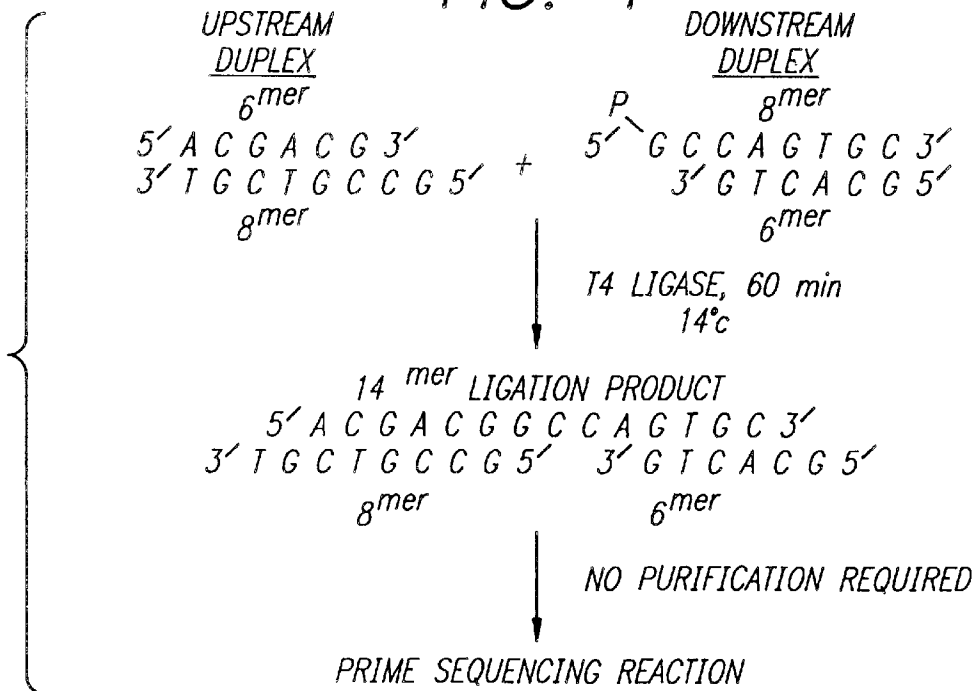 FIG. 1
UPSTREAM DOWNSTREAM
DUPLEX DUPLEX
6mer P 8mer
5′ A C G A C G 3′ + 5′ G C C A G T G C 3′
3′ T G C T G C C G 5′ 3′ G T C A C G 5′
8mer 6mer
T4 LIGASE, 60 min
14°c
14 mer LIGATION PRODUCT
5′ A C G A C G G C C A G T G C 3′
3′ T G C T G C C G 5′ 3′ G T C A C G 5′
8mer 6mer
NO PURIFICATION REQUIRED
PRIME SEQUENCING REACTION